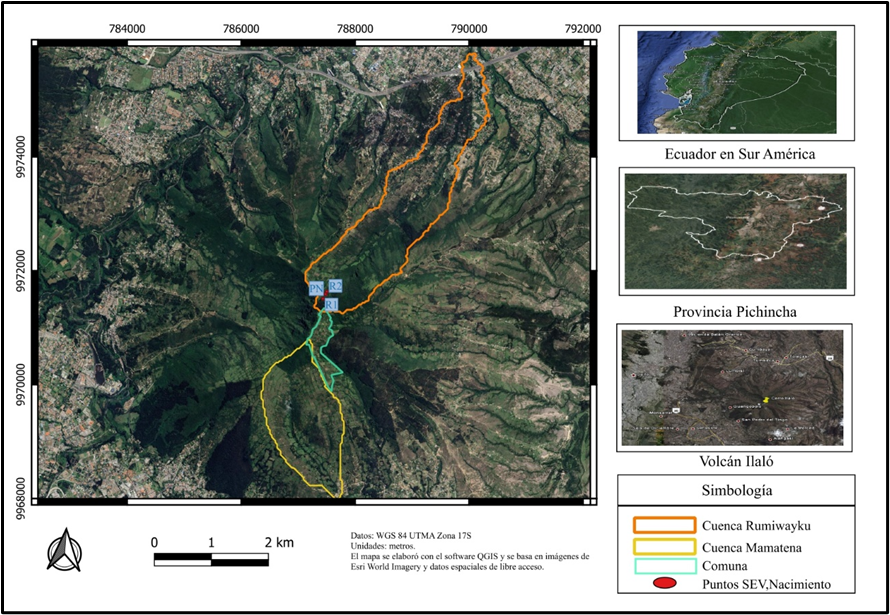 784000
786000
788000
790000
792000
9974000
9972000
9970000
9968000
PN
R2
R1
Ecuador en Sur América
Provincia Pichincha
Volcán Ilaló
Simbología
Cuenca Rumiwayku
Cuenca Mamatena
Comuna
Puntos SEV,Nacimiento
0 1 2 km
Datos: WGS 84 UTMA Zona 17S
Unidades: metros.
El mapa se elaboró con el software QGIS y se basa en imágenes de
Esri World Imagery y datos espaciales de libre acceso.